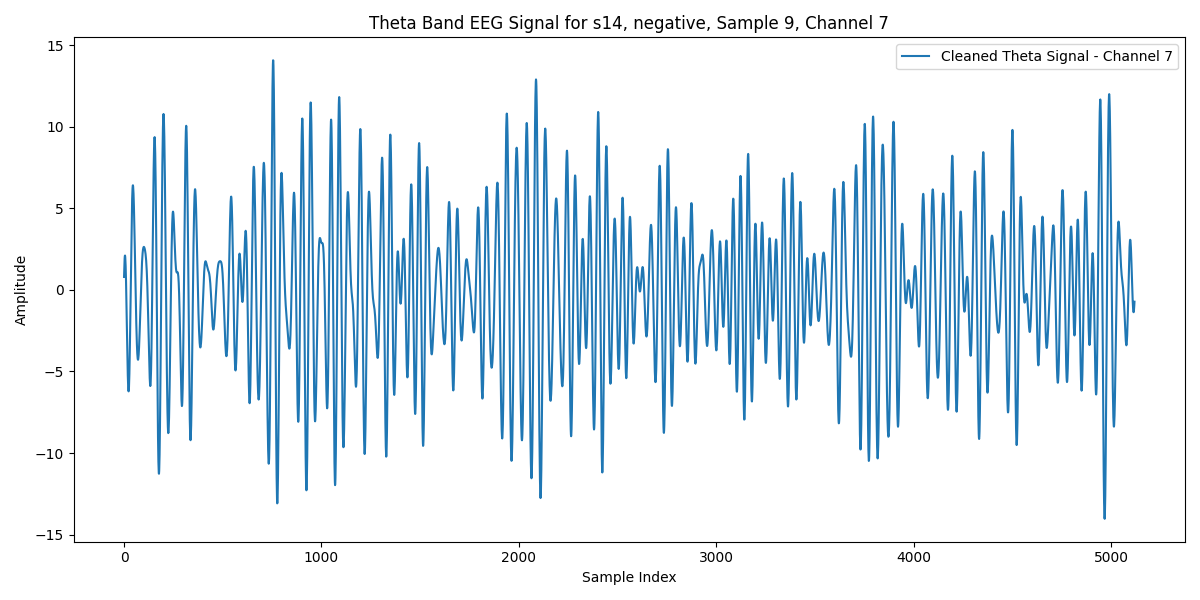 Theta Band EEG Signal for s14, negative, Sample 9, Channel 7
Cleaned Theta Signal - Channel 7
Amplitude
15
10
5
0
−5
−10
−15
0 1000 2000 3000 4000 5000
Sample Index